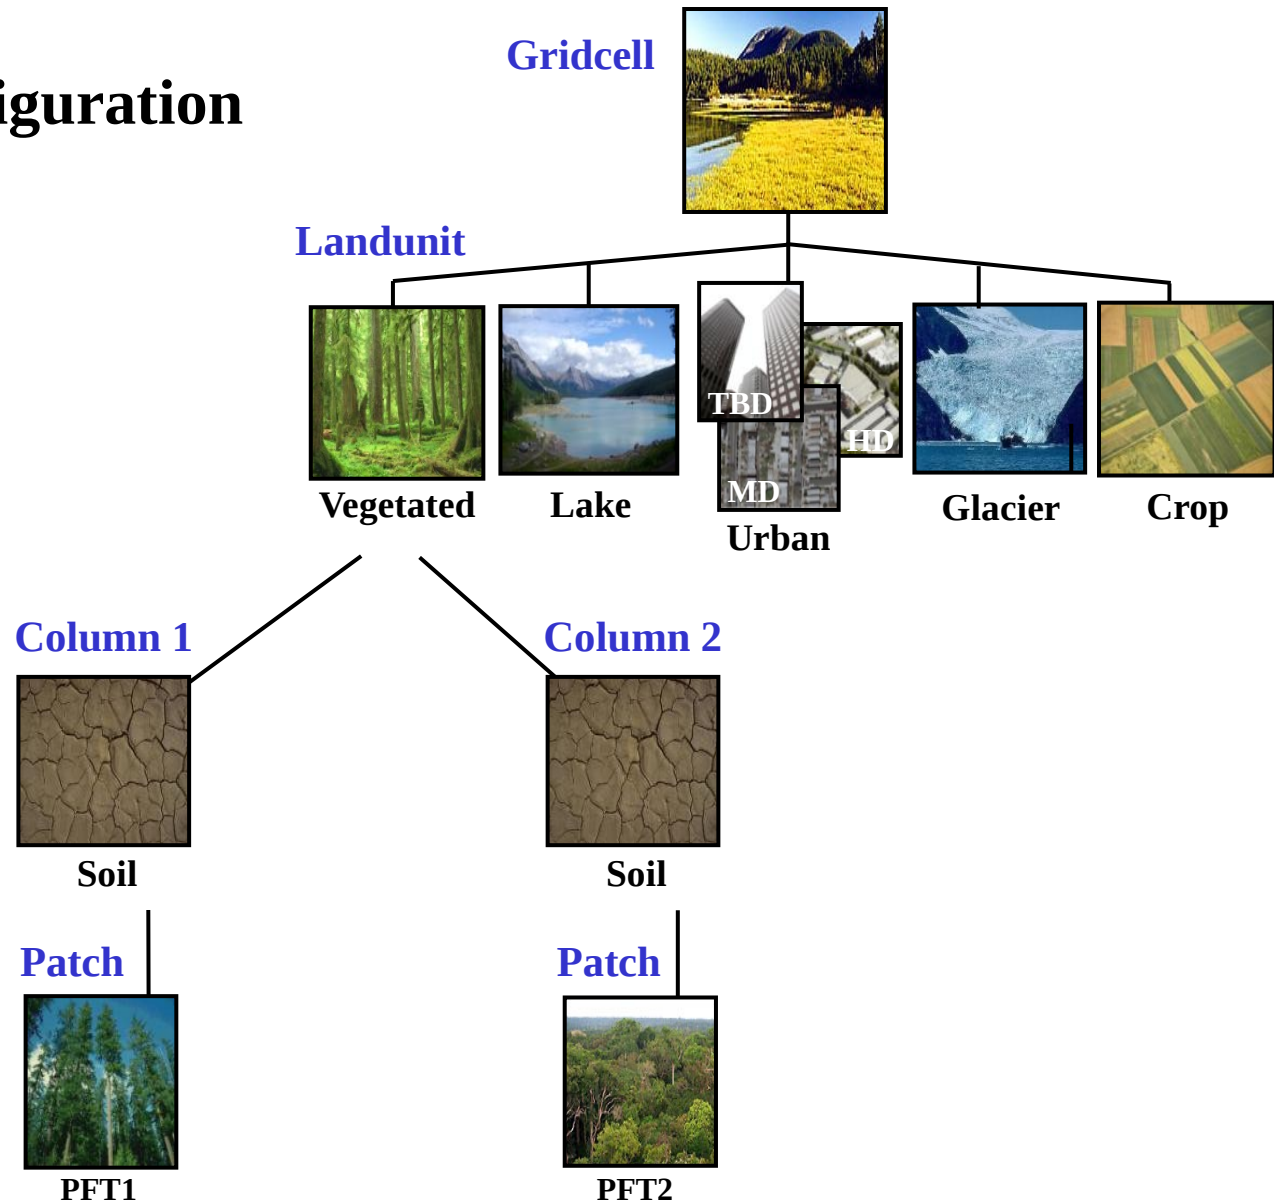 Gridcell
iguration
Landunit
TBD
HD
MD
Vegetated
Lake
Urban
Glacier
Crop
Column 1
Column 2
Soil
Soil
Patch
Patch
PFT1
PFT2